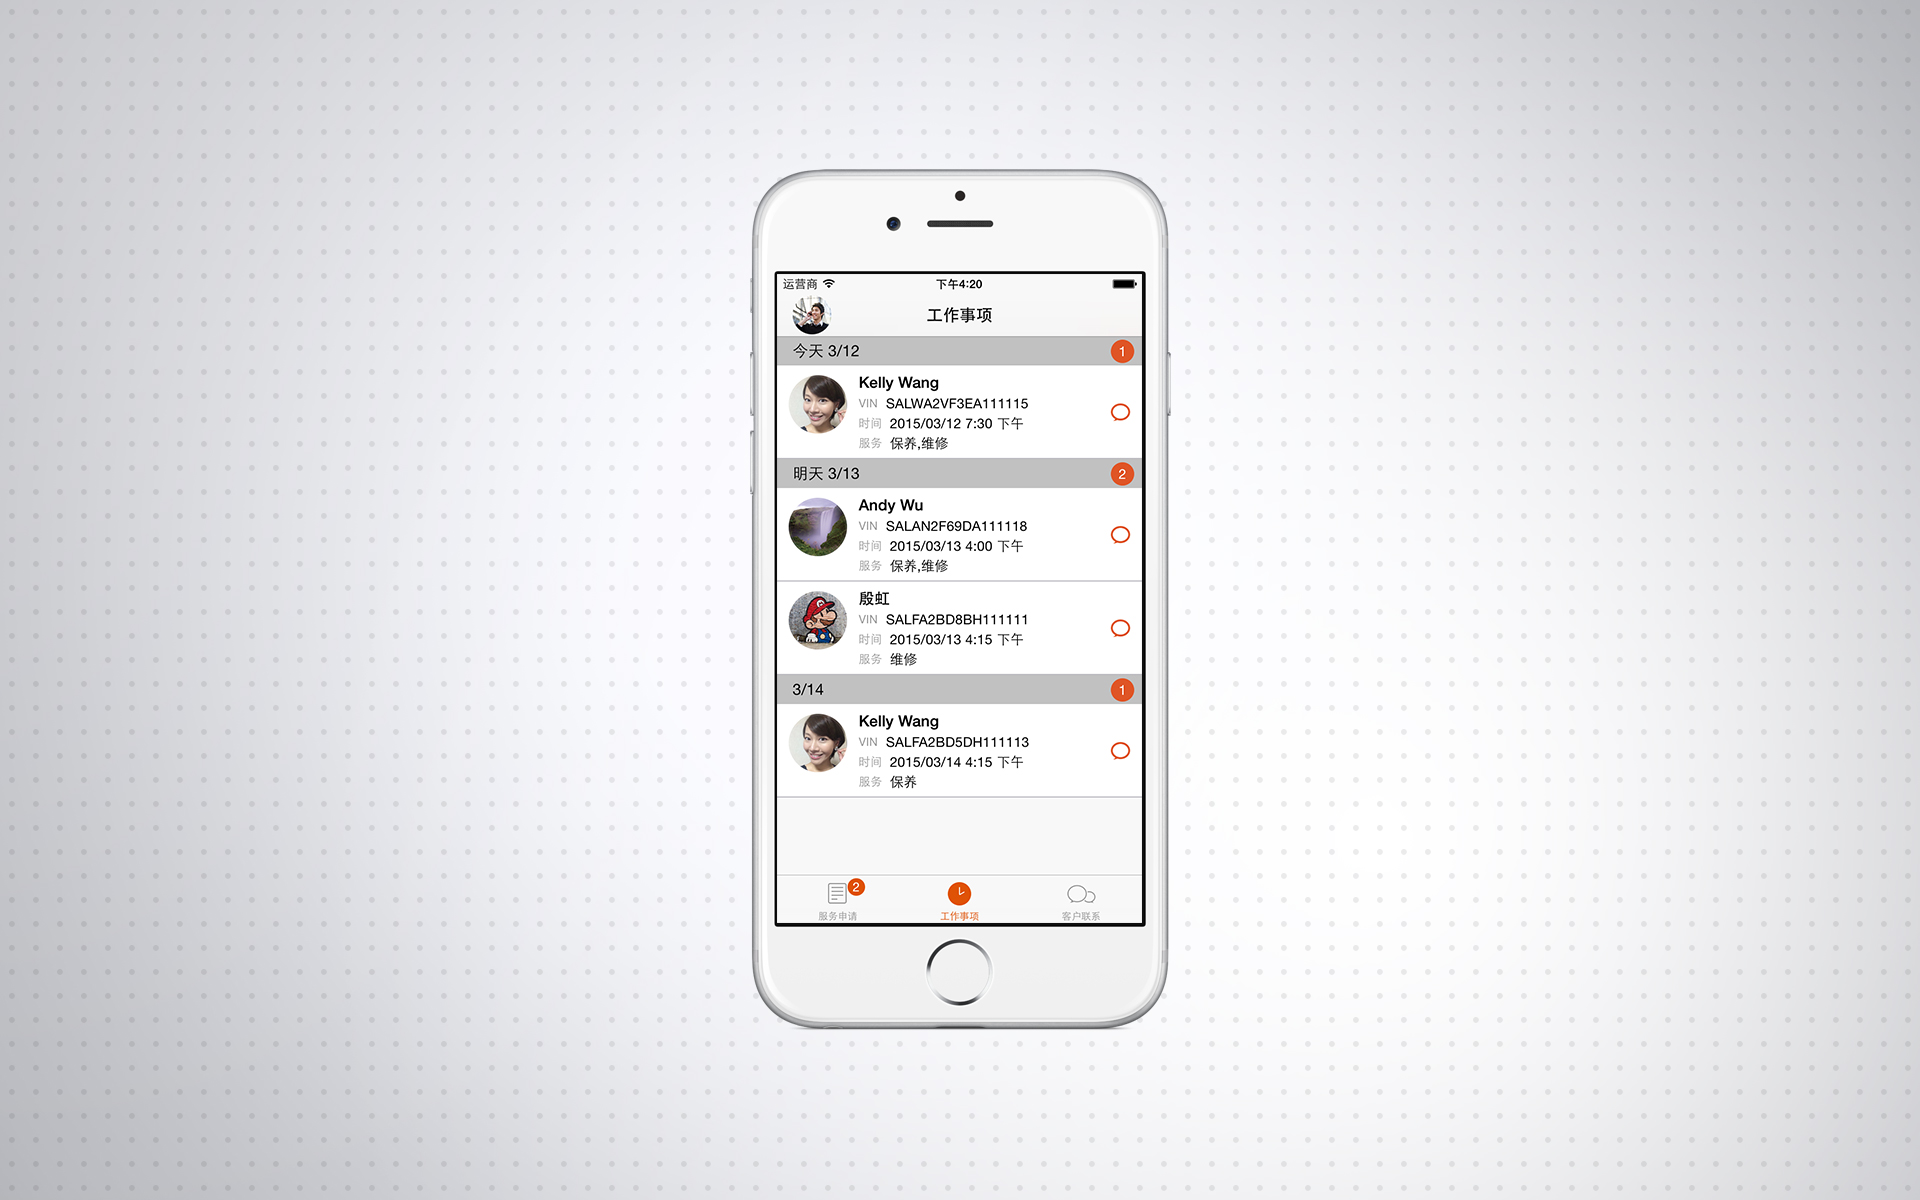 运营商 下午4:20
工作事项
今天 3/12 1
Kelly Wang
VIN SALWA2VF3EA111115
时间 2015/03/12 7:30 下午
服务 保养,维修
明天 3/13 2
Andy Wu
VIN SALAN2F69DA111118
时间 2015/03/13 4:00 下午
服务 保养,维修
殷虹
VIN SALFA2BD8BH111111
时间 2015/03/13 4:15 下午
服务 维修
3/14 1
Kelly Wang
VIN SALFA2BD5DH111113
时间 2015/03/14 4:15 下午
服务 保养
2
服务申请 工作事项 客户联系